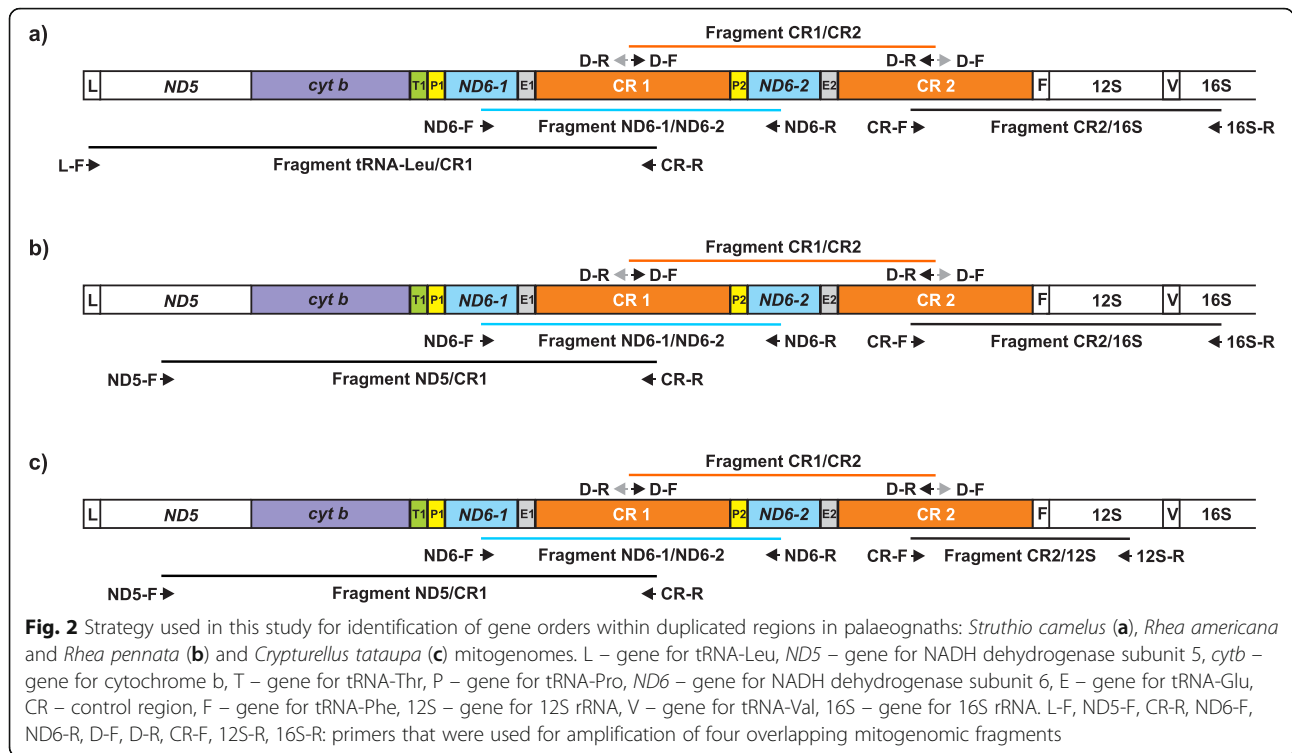 a)
Fragment CR1/CR2
D-R D-F D-R D-F
L ND5 cyt b T1 P1 ND6-1 E1 CR 1 P2 ND6-2 E2 CR 2 F 12S V 16S
ND6-F Fragment ND6-1/ND6-2 ND6-R CR-F Fragment CR2/16S 16S-R
L-F Fragment tRNA-Leu/CR1 CR-R
b)
Fragment CR1/CR2
D-R D-F D-R D-F
L ND5 cyt b T1 P1 ND6-1 E1 CR 1 P2 ND6-2 E2 CR 2 F 12S V 16S
ND6-F Fragment ND6-1/ND6-2 ND6-R CR-F Fragment CR2/16S 16S-R
ND5-F Fragment ND5/CR1 CR-R
c)
Fragment CR1/CR2
D-R D-F D-R D-F
L ND5 cyt b T1 P1 ND6-1 E1 CR 1 P2 ND6-2 E2 CR 2 F 12S V 16S
ND6-F Fragment ND6-1/ND6-2 ND6-R CR-F Fragment CR2/12S 12S-R
ND5-F Fragment ND5/CR1 CR-R
Fig. 2 Strategy used in this study for identification of gene orders within duplicated regions in palaeognaths: Struthio camelus (a), Rhea americana
and Rhea pennata (b) and Crypturellus tataupa (c) mitogenomes. L – gene for tRNA-Leu, ND5 – gene for NADH dehydrogenase subunit 5, cytb –
gene for cytochrome b, T – gene for tRNA-Thr, P – gene for tRNA-Pro, ND6 – gene for NADH dehydrogenase subunit 6, E – gene for tRNA-Glu,
CR – control region, F – gene for tRNA-Phe, 12S – gene for 12S rRNA, V – gene for tRNA-Val, 16S – gene for 16S rRNA. L-F, ND5-F, CR-R, ND6-F,
ND6-R, D-F, D-R, CR-F, 12S-R, 16S-R: primers that were used for amplification of four overlapping mitogenomic fragments